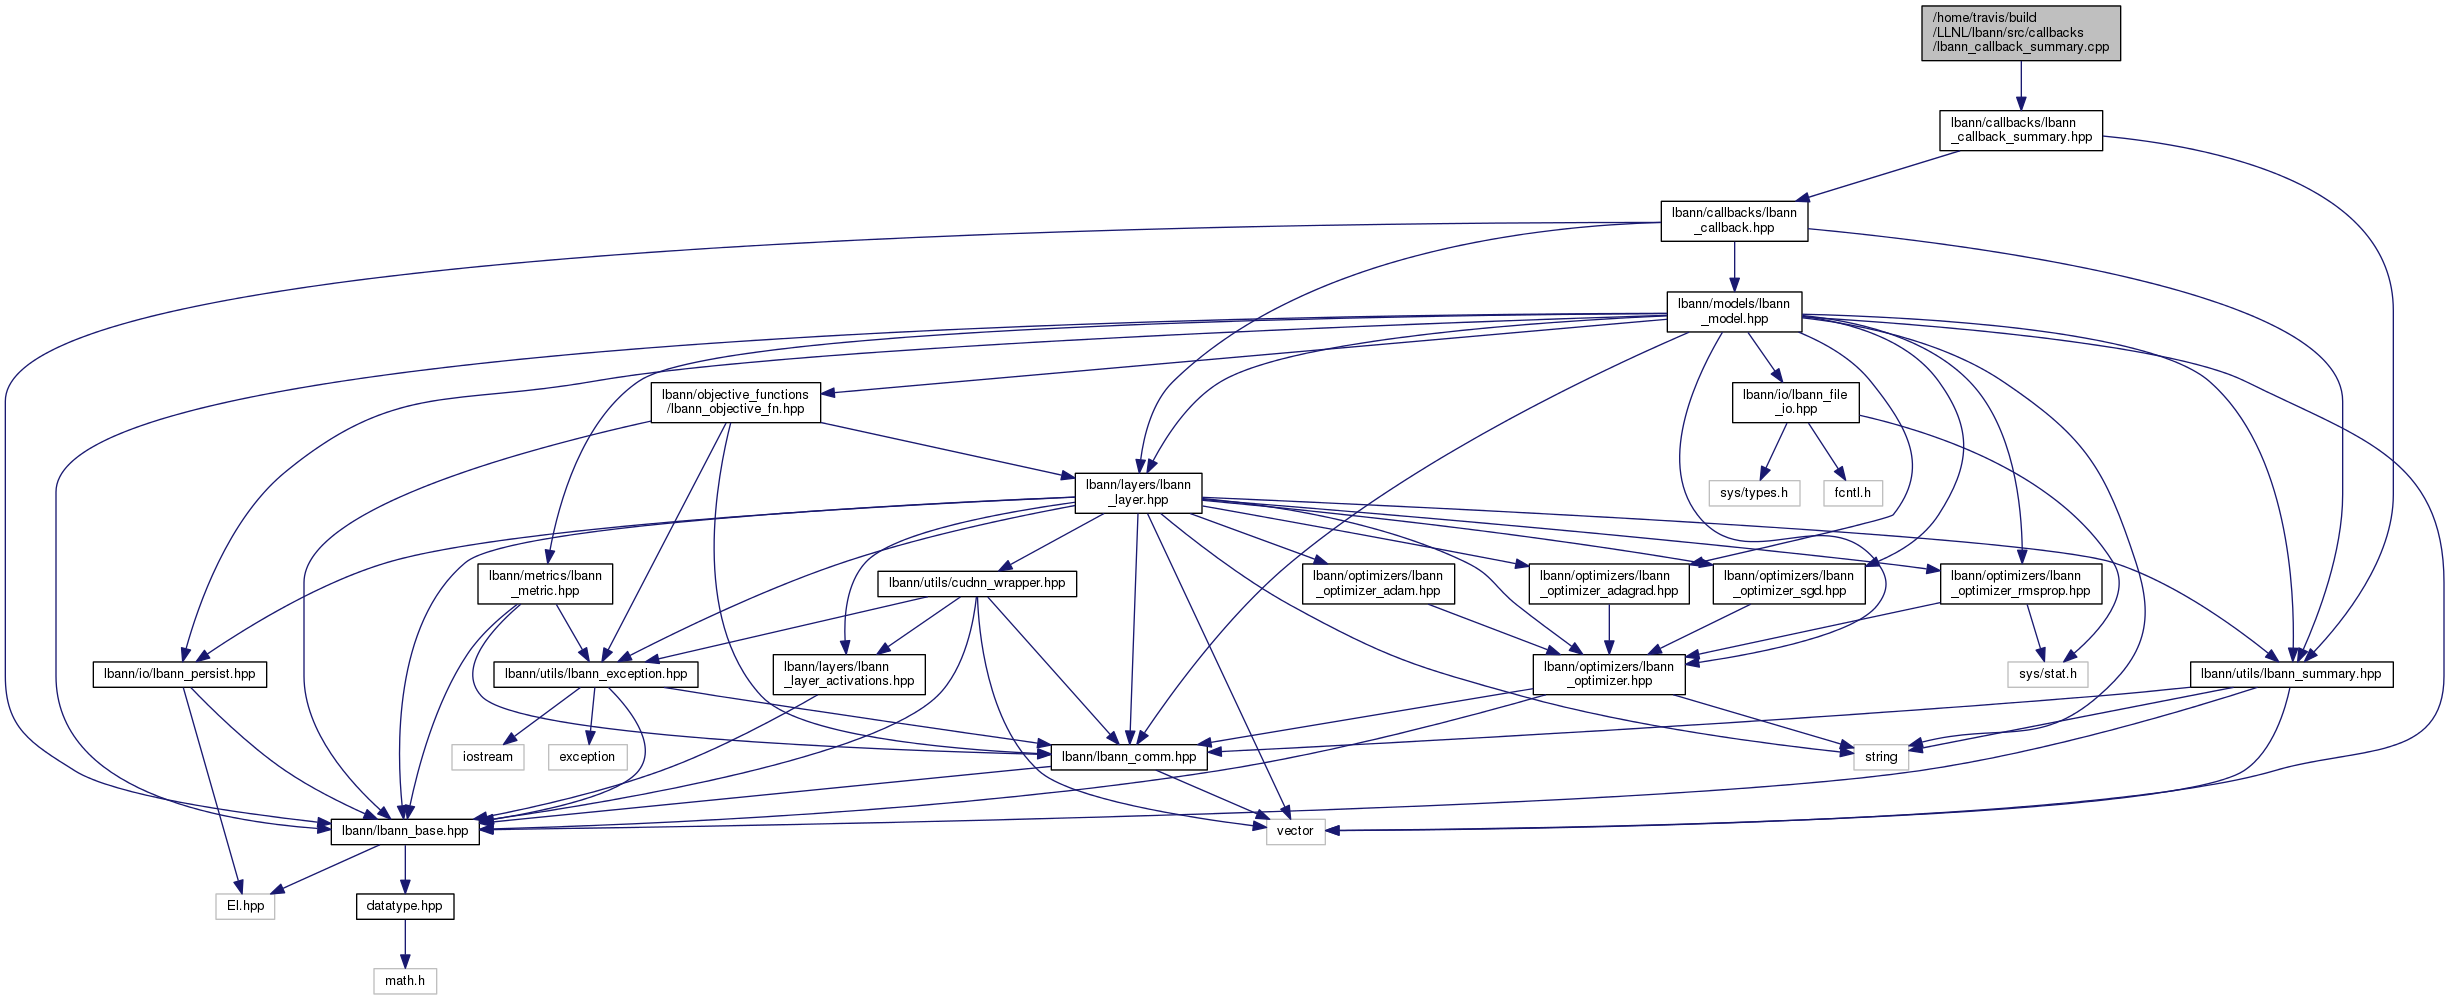 /home/travis/build
/LLNL/lbann/src/callbacks
/lbann_callback_summary.cpp
lbann/callbacks/lbann
_callback_summary.hpp
lbann/callbacks/lbann
_callback.hpp
lbann/models/lbann
_model.hpp
lbann/objective_functions
/lbann_objective_fn.hpp
lbann/io/lbann_file
_io.hpp
lbann/layers/lbann
_layer.hpp
sys/types.h
fcntl.h
lbann/metrics/lbann
_metric.hpp
lbann/utils/cudnn_wrapper.hpp
lbann/optimizers/lbann
_optimizer_adam.hpp
lbann/optimizers/lbann
_optimizer_adagrad.hpp
lbann/optimizers/lbann
_optimizer_sgd.hpp
lbann/optimizers/lbann
_optimizer_rmsprop.hpp
lbann/io/lbann_persist.hpp
lbann/utils/lbann_exception.hpp
lbann/layers/lbann
_layer_activations.hpp
lbann/optimizers/lbann
_optimizer.hpp
sys/stat.h
lbann/utils/lbann_summary.hpp
iostream
exception
lbann/lbann_comm.hpp
string
lbann/lbann_base.hpp
vector
El.hpp
datatype.hpp
math.h